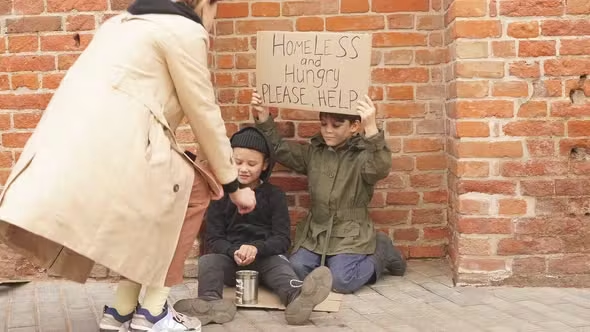 HOMELESS
and
Hungry
PLEASE, HELP